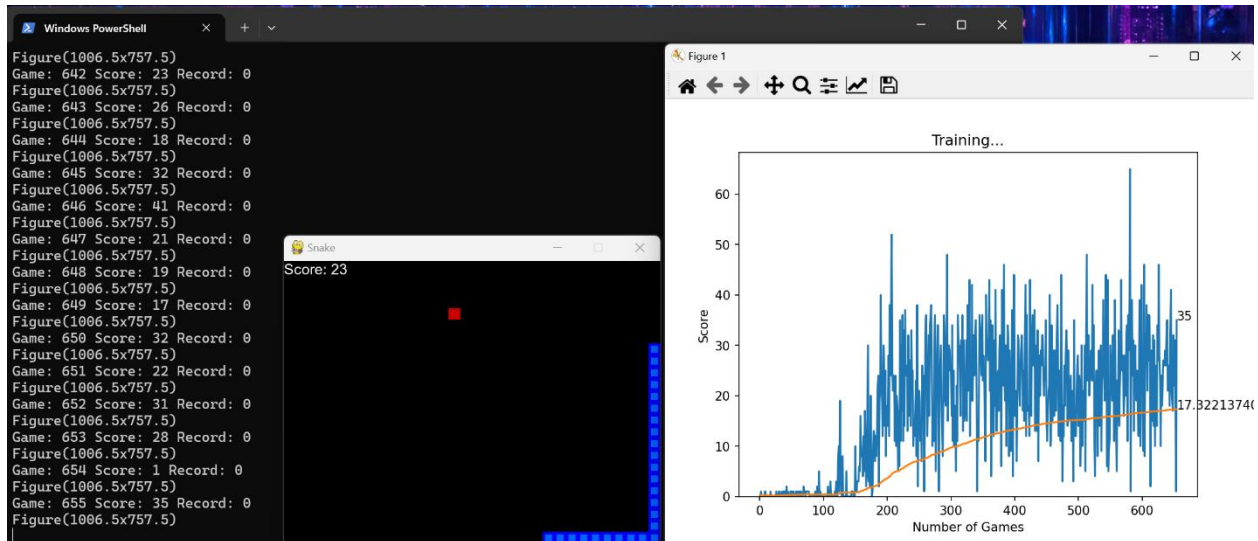 Windows PowerShell
Figure(1006.5x757.5)
Game: 642 Score: 23 Record: 0
Figure(1006.5x757.5)
Game: 643 Score: 26 Record: 0
Figure(1006.5x757.5)
Game: 644 Score: 18 Record: 0
Figure(1006.5x757.5)
Game: 645 Score: 32 Record: 0
Figure(1006.5x757.5)
Game: 646 Score: 41 Record: 0
Figure(1006.5x757.5)
Game: 647 Score: 21 Record: 0
Figure(1006.5x757.5)
Game: 648 Score: 19 Record: 0
Figure(1006.5x757.5)
Game: 649 Score: 17 Record: 0
Figure(1006.5x757.5)
Game: 650 Score: 32 Record: 0
Figure(1006.5x757.5)
Game: 651 Score: 22 Record: 0
Figure(1006.5x757.5)
Game: 652 Score: 31 Record: 0
Figure(1006.5x757.5)
Game: 653 Score: 28 Record: 0
Figure(1006.5x757.5)
Game: 654 Score: 1 Record: 0
Figure(1006.5x757.5)
Game: 655 Score: 35 Record: 0
Figure(1006.5x757.5)
Snake
Score: 23
Figure 1
Training...
Score
60
50
40
30
20
10
0
35
17.32213740
0 100 200 300 400 500 600
Number of Games